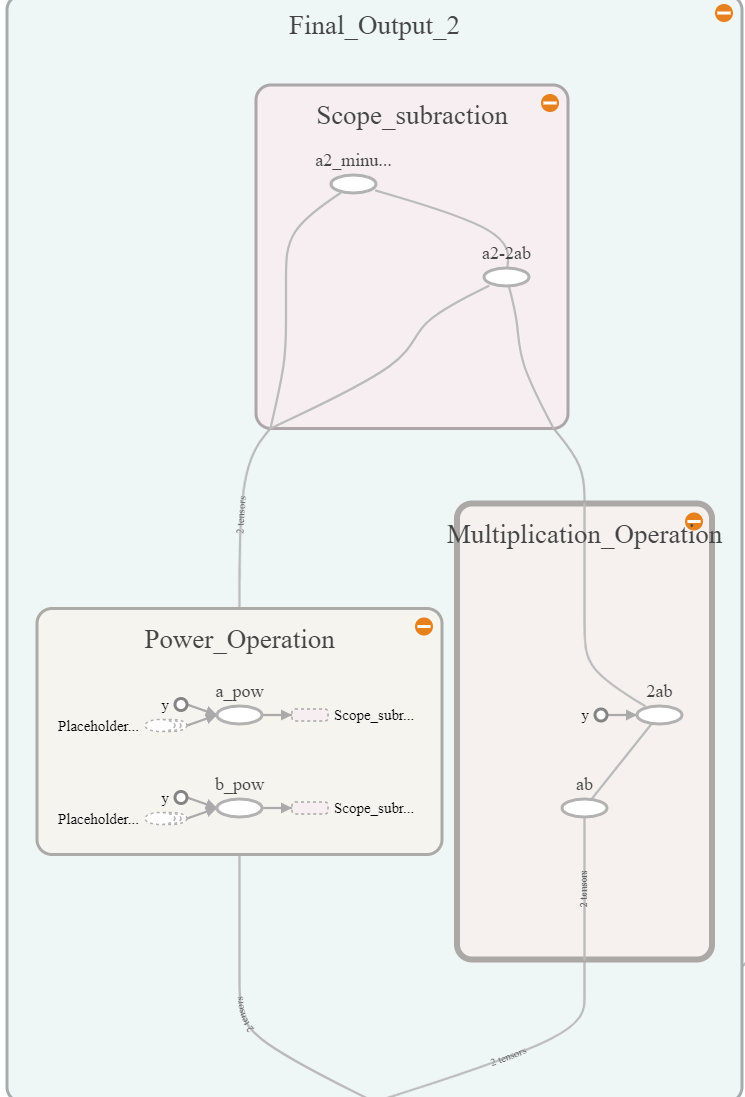 Final_Output_2
Scope_subraction
a2_minu...
a2-2ab
2 tensors
Multiplication_Operation
Power_Operation
a_pow
y
Placeholder...
Scope_subr...
2ab
y
b_pow
y
Placeholder...
Scope_subr...
ab
2 tensors
2 tensors
2 tensors